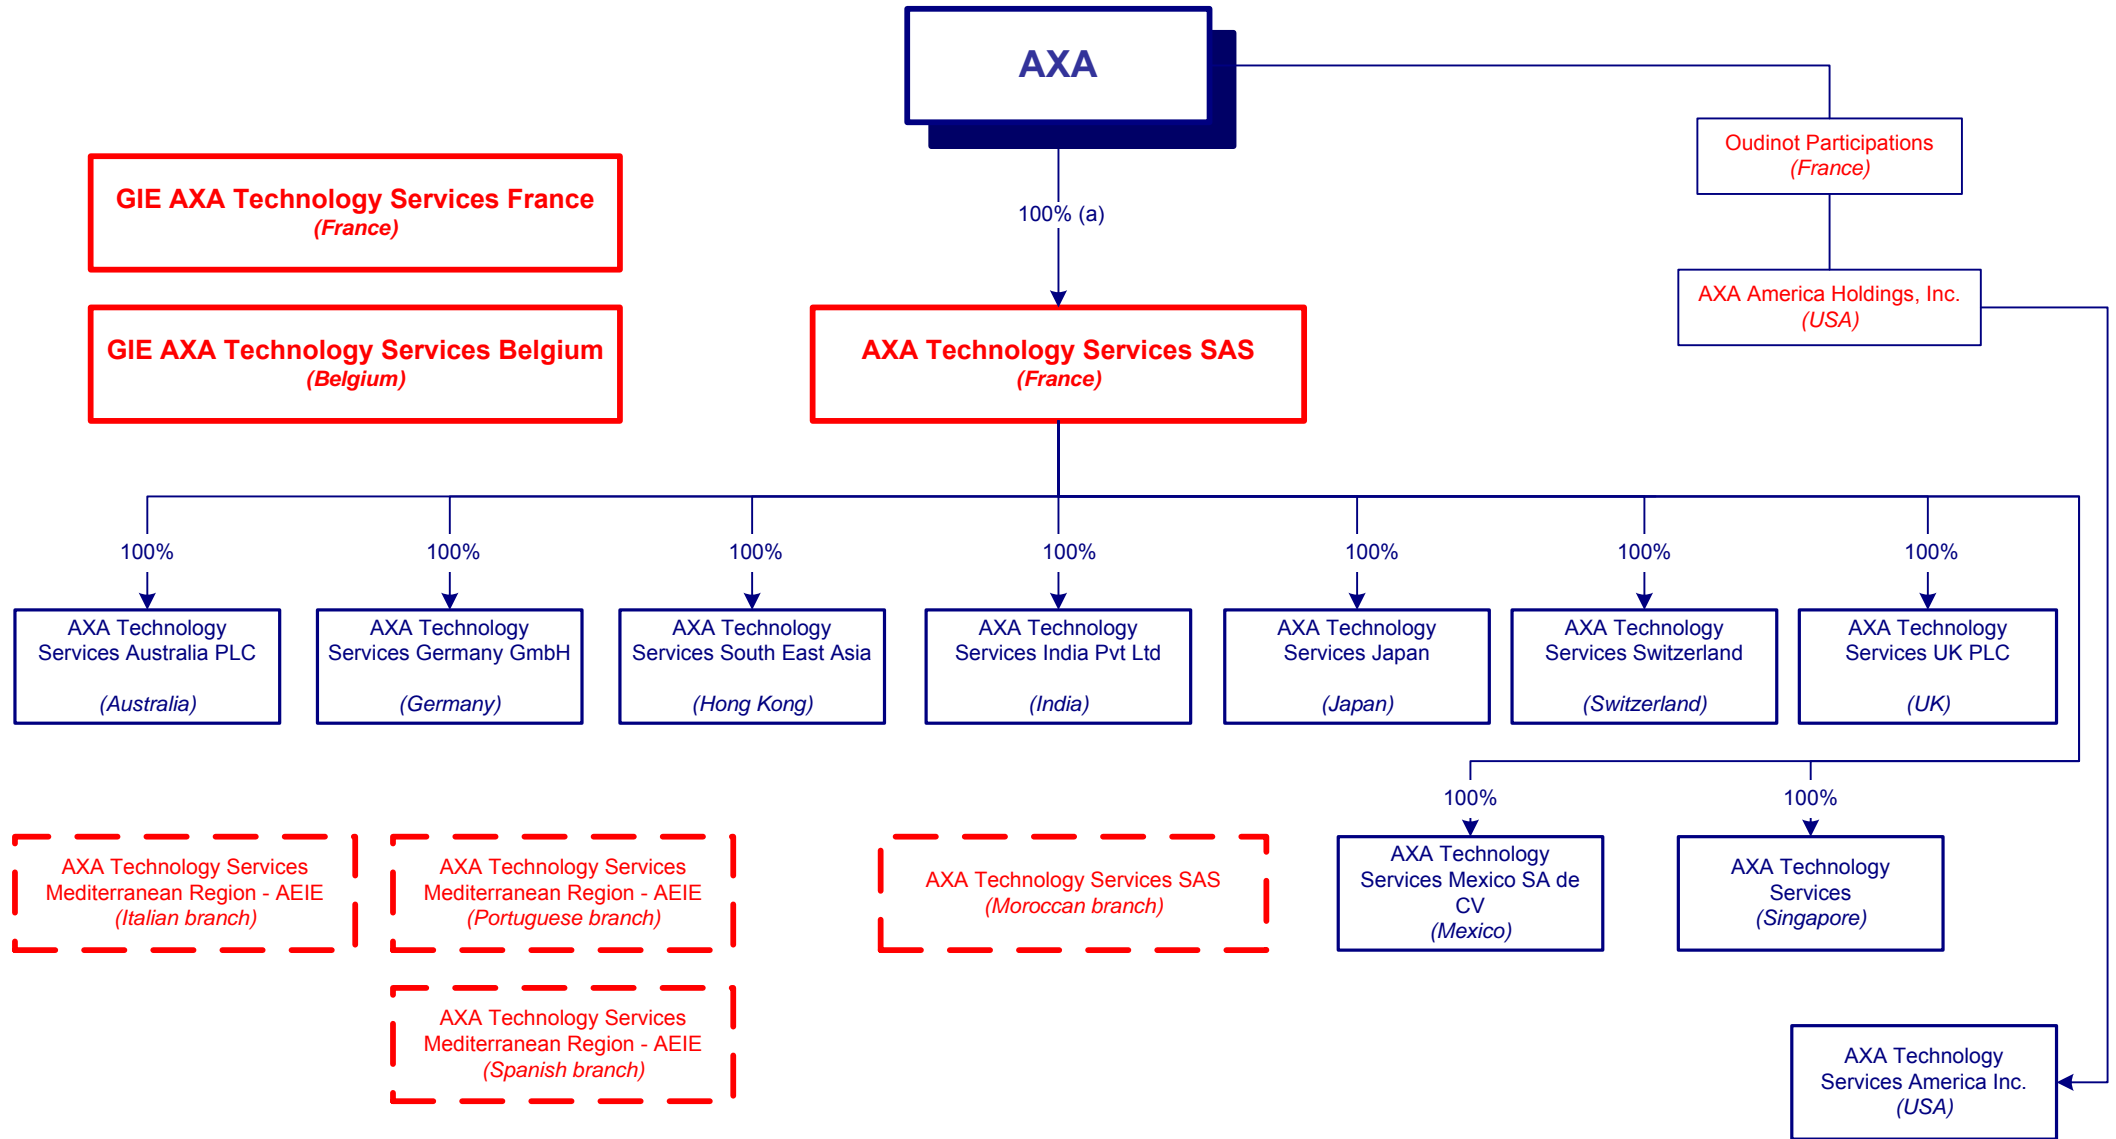 AXA
Oudinot Participations
(France)
GIE AXA Technology Services France
(France)
100% (a)
AXA America Holdings, Inc.
(USA)
GIE AXA Technology Services Belgium
(Belgium)
AXA Technology Services SAS
(France)
100%
100%
100%
100%
100%
100%
100%
AXA Technology
Services Australia PLC
(Australia)
AXA Technology
Services Germany GmbH
(Germany)
AXA Technology
Services South East Asia
(Hong Kong)
AXA Technology
Services India Pvt Ltd
(India)
AXA Technology
Services Japan
(Japan)
AXA Technology
Services Switzerland
(Switzerland)
AXA Technology
Services UK PLC
(UK)
100%
100%
AXA Technology Services
Mediterranean Region - AEIE
(Italian branch)
AXA Technology Services
Mediterranean Region - AEIE
(Portuguese branch)
AXA Technology Services SAS
(Moroccan branch)
AXA Technology
Services Mexico SA de
CV
(Mexico)
AXA Technology
Services
(Singapore)
AXA Technology Services
Mediterranean Region - AEIE
(Spanish branch)
AXA Technology
Services America Inc.
(USA)